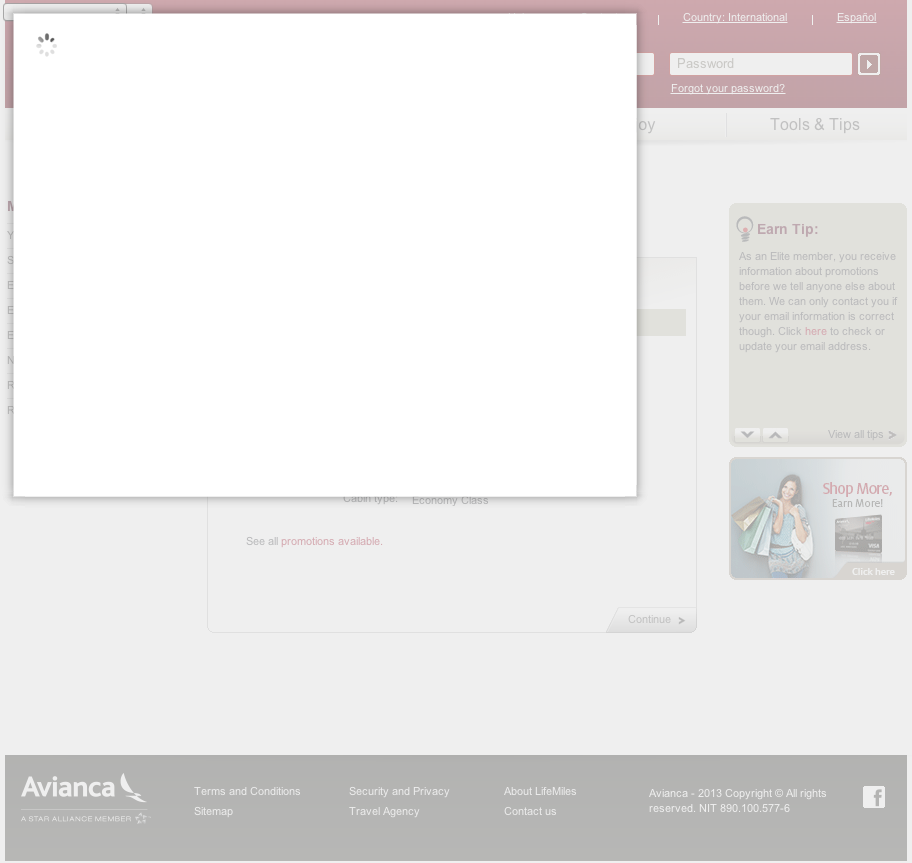 Country: International
Español
Password
Forgot your password?
oy
Tools & Tips
M
Y
S
E
E
E
N
R
R
Earn Tip:
As an Elite member, you receive
information about promotions
before we tell anyone else about
them. We can only contact you if
your email information is correct
though. Click here to check or
update your email address.
View all tips
Shop More,
Earn More!
VISA
Click here
Cabin type:
Economy Class
See all promotions available.
Continue
Avianca
A STAR ALLIANCE MEMBER
Terms and Conditions
Sitemap
Security and Privacy
Travel Agency
About LifeMiles
Contact us
Avianca - 2013 Copyright © All rights
reserved. NIT 890.100.577-6